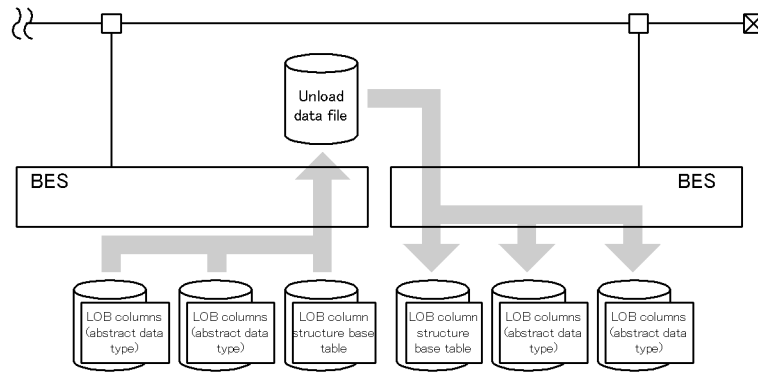 Unload
data file
BES
BES
LOB columns
(abstract data
type)
LOB columns
(abstract data
type)
LOB column
structure base
table
LOB column
structure
base table
LOB columns
(abstract data
type)
LOB columns
(abstract data
type)